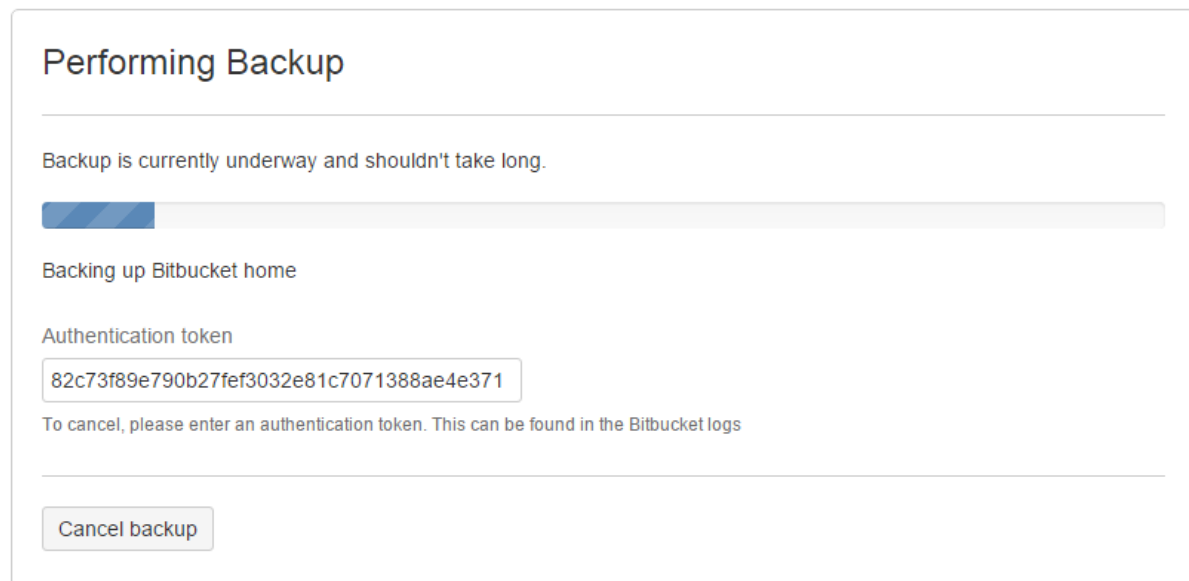 Performing Backup
Backup is currently underway and shouldn't take long.
Backing up Bitbucket home
Authentication token
82c73f89e790b27fef3032e81c7071388ae4e371
To cancel, please enter an authentication token. This can be found in the Bitbucket logs
Cancel backup